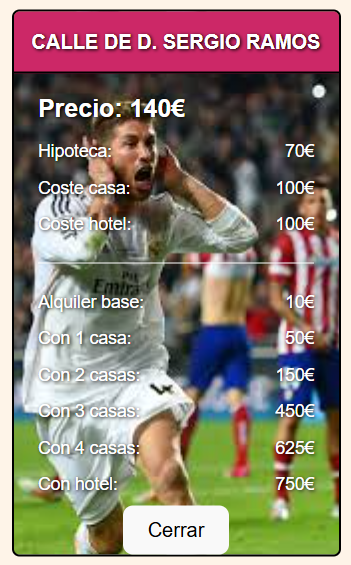 CALLE DE D. SERGIO RAMOS
Precio: 140€
Hipoteca: 70€
Coste casa: 100€
Coste hotel: 100€
Alquiler base: 10€
Con 1 casa: 50€
Con 2 casas: 150€
Con 3 casas: 450€
Con 4 casas: 625€
Con hotel: 750€
Cerrar